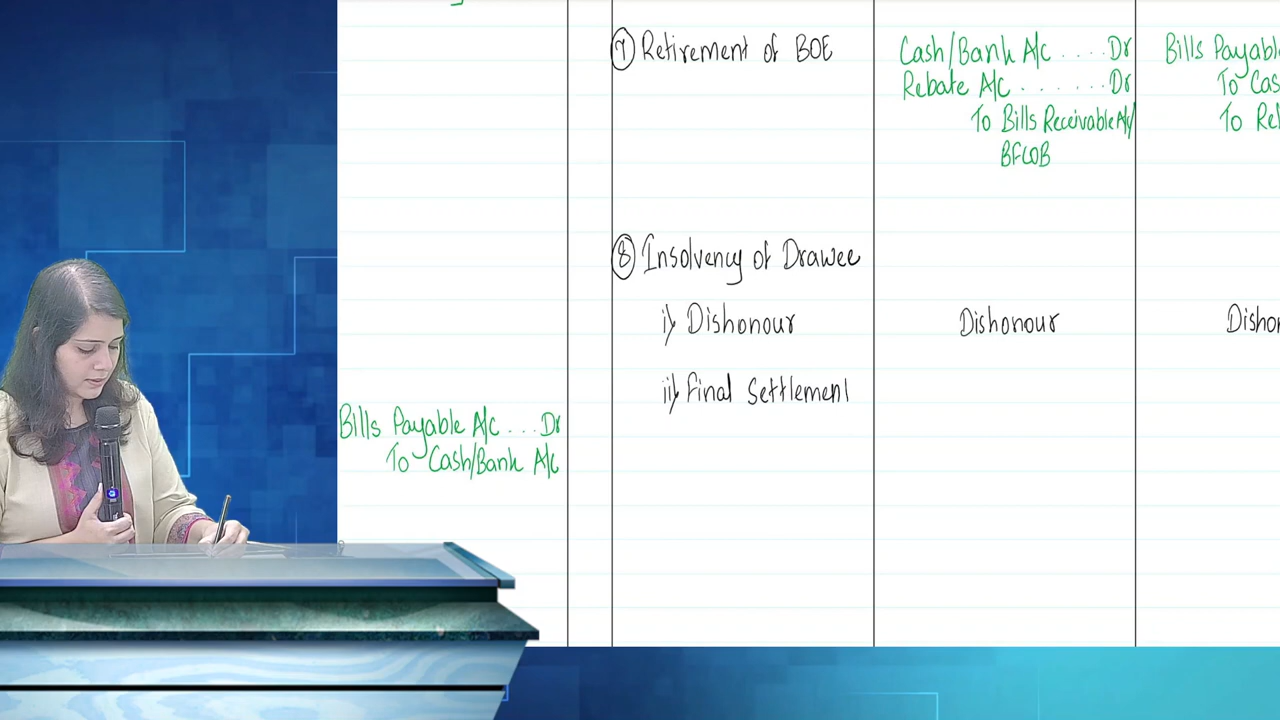 ⑦ Retirement of BOE
Cash/Bank A/c .... Dr
Rebate A/c ...... Dr
To Bills Receivable A/c/
BFCOB
Bills Payable
To Cas
To Re
⑧ Insolvency of Drawee
i) Dishonour
Dishonour
Dishon
ii) Final Settlement
Bills Payable A/c ... Dr
To Cash/Bank A/c